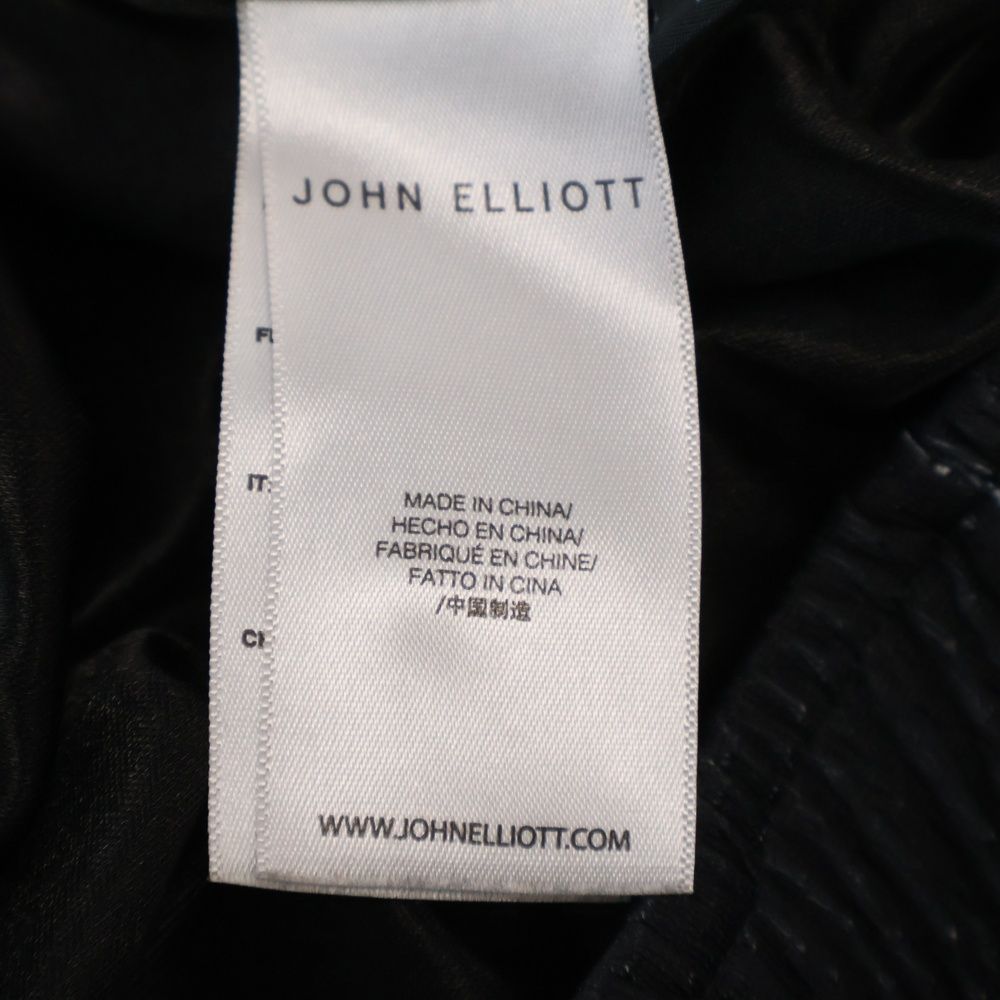 JOHN ELLIOTT
MADE IN CHINA/
HECHO EN CHINA/
FABRIQUÉ EN CHINE/
FATTO IN CINA
/中国制造
WWW.JOHNELLIOTT.COM